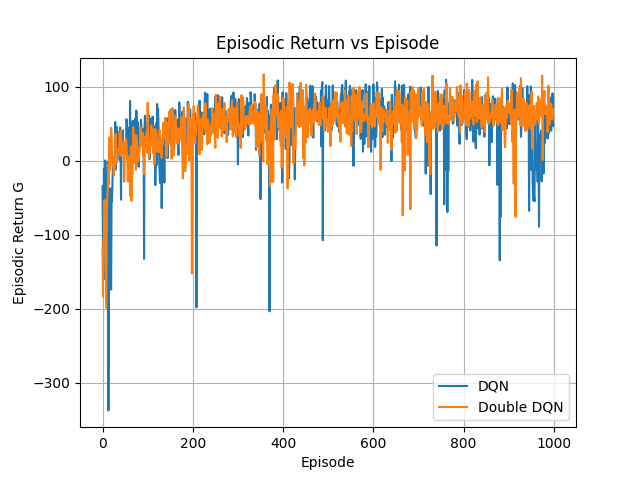 Episodic Return vs Episode
Episodic Return G
100
0
−100
−200
−300
0 200 400 600 800 1000
Episode
DQN
Double DQN